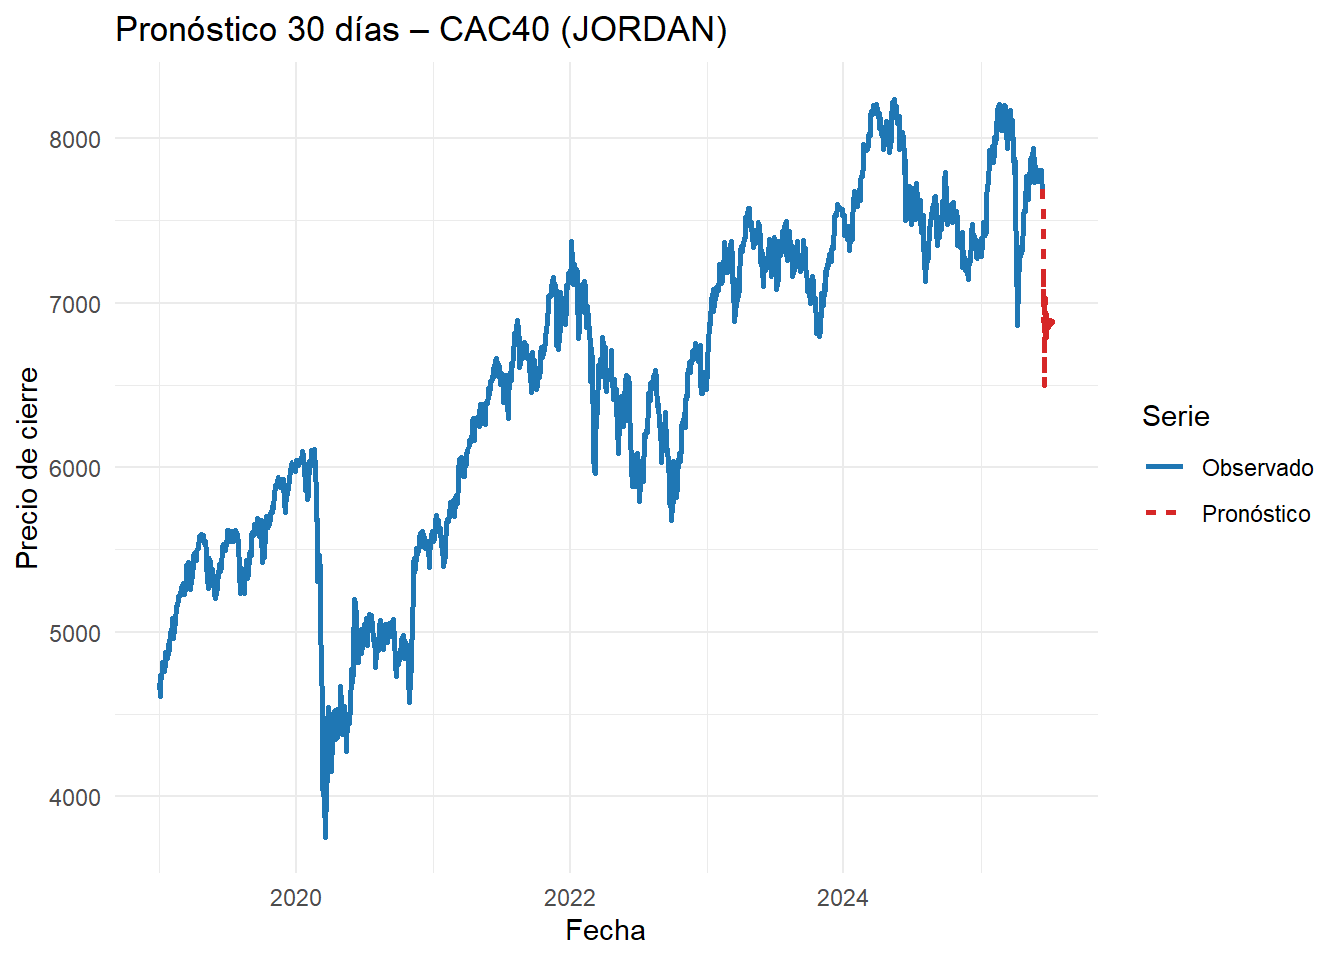 Pronóstico 30 días – CAC40 (JORDAN)
8000
7000
6000
5000
4000
Precio de cierre
2020
2022
2024
Fecha
Serie
Observado
Pronóstico